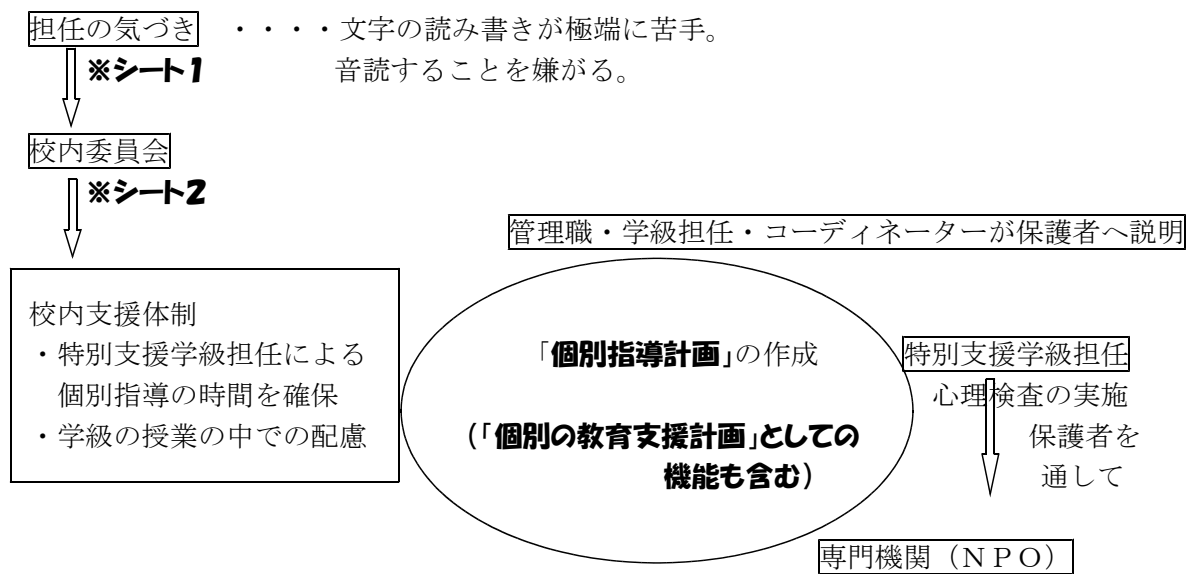 担任の気づき ・・・・文字の読み書きが極端に苦手。
※シート1 音読することを嫌がる。
校内委員会
※シート2
管理職・学級担任・コーディネーターが保護者へ説明
校内支援体制
・特別支援学級担任による
個別指導の時間を確保
・学級の授業の中での配慮
「個別指導計画」の作成
(「個別の教育支援計画」としての
機能も含む)
特別支援学級担任
心理検査の実施
保護者を
通して
専門機関(NPO)